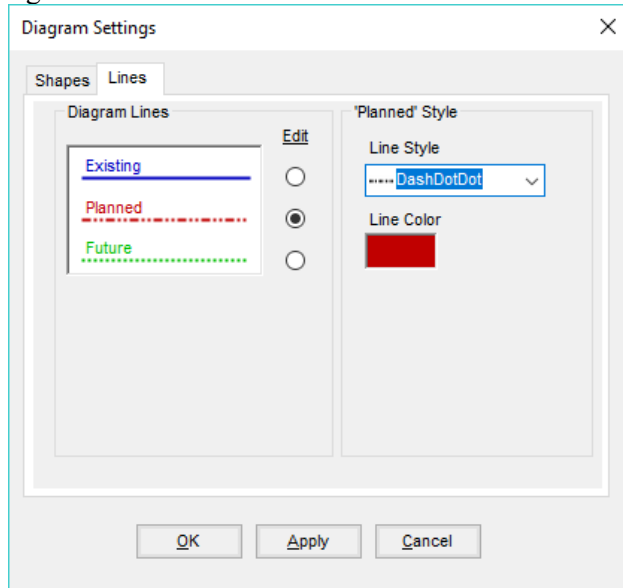 Diagram Settings
Shapes Lines
Diagram Lines
Edit
Existing
Planned
Future
'Planned' Style
Line Style
DashDotDot
Line Color
OK Apply Cancel